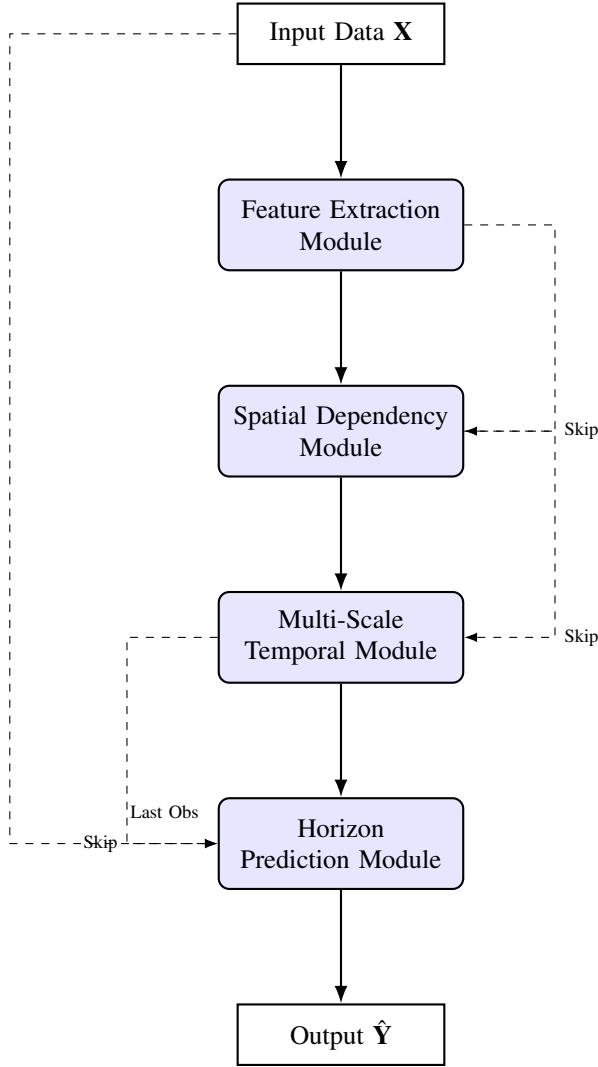 Input Data X
Feature Extraction
Module
Spatial Dependency
Module
Skip
Multi-Scale
Temporal Module
Skip
Last Obs
Skip
Horizon
Prediction Module
Output Ŷ